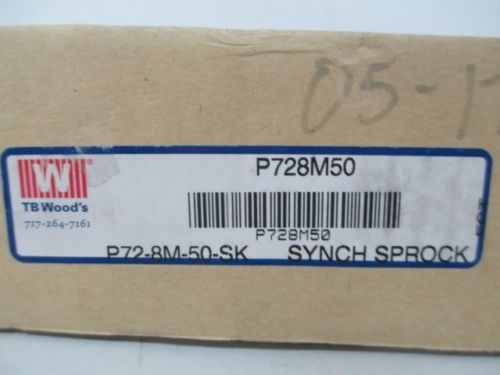 05-1
W®
TB Wood's
717-264-7161
P728M50
P728M50
P72-8M-50-SK SYNCH SPROCK